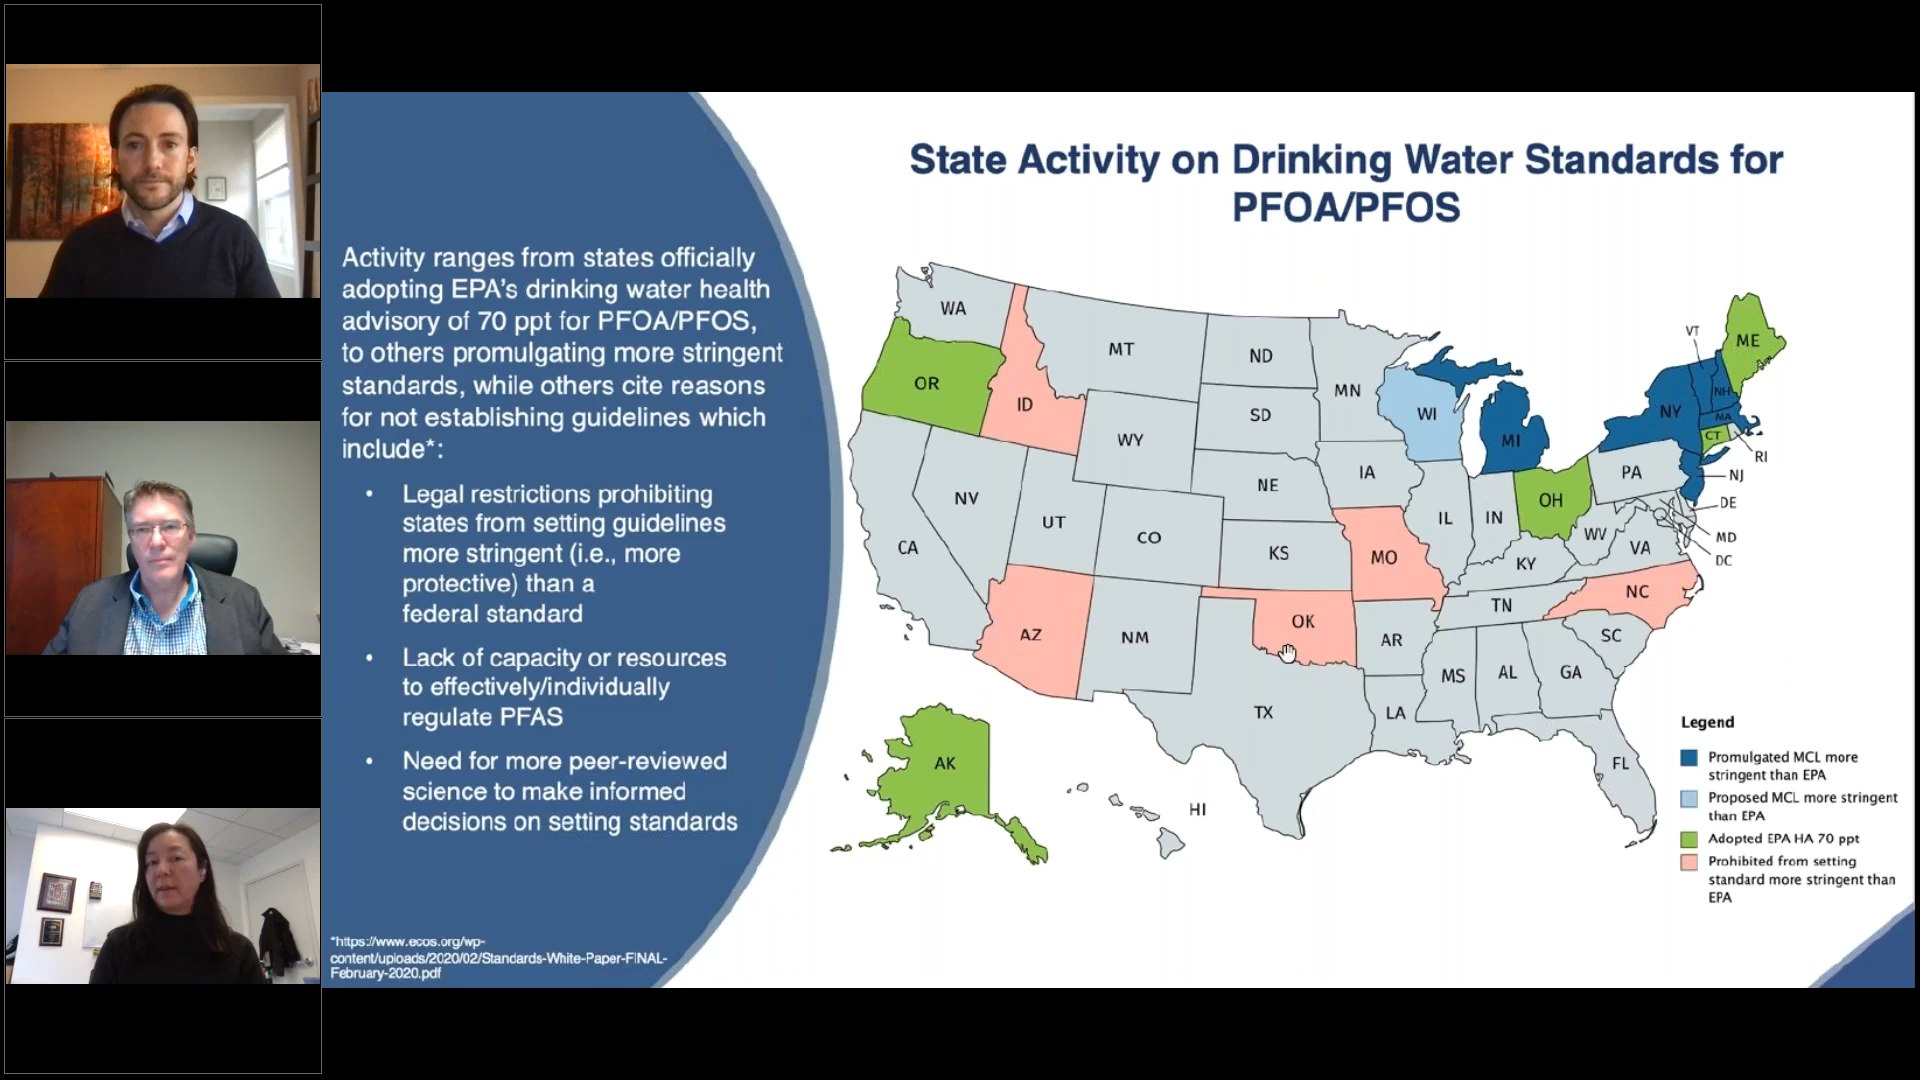 State Activity on Drinking Water Standards for
PFOA/PFOS
Activity ranges from states officially
adopting EPA's drinking water health
advisory of 70 ppt for PFOA/PFOS,
to others promulgating more stringent
standards, while others cite reasons
for not establishing guidelines which
include*:
• Legal restrictions prohibiting
states from setting guidelines
more stringent (i.e., more
protective) than a
federal standard
• Lack of capacity or resources
to effectively/individually
regulate PFAS
• Need for more peer-reviewed
science to make informed
decisions on setting standards
*https://www.ecos.org/wp-
content/uploads/2020/02/Standards-White-Paper-FINAL-
February-2020.pdf
WA
MT
ND
MN
VT
ME
OR
ID
SD
WI
NH
NY
MA
WY
MI
CT
RI
IA
PA
NJ
NV
NE
OH
DE
UT
IL
IN
WV
MD
CA
CO
KS
MO
KY
VA
DC
NC
TN
AZ
NM
OK
AR
SC
MS
AL
GA
TX
LA
AK
FL
HI
Legend
Promulgated MCL more
stringent than EPA
Proposed MCL more stringent
than EPA
Adopted EPA HA 70 ppt
Prohibited from setting
standard more stringent than
EPA